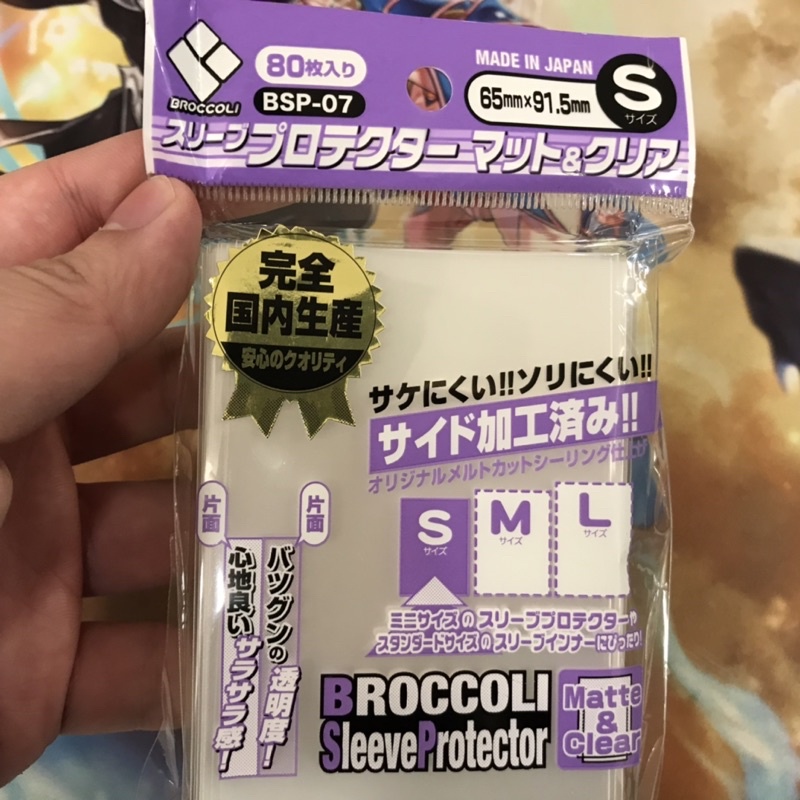 BROCCOLI
80枚入り
BSP-07
MADE IN JAPAN
65mm×91.5mm
S
サイズ
スリーブプロテクター マット&クリア
完全
国内生産
安心のクオリティ
サケにくい!!ソリにくい!!
サイド加工済み!!
オリジナルメルトカットシーリング仕上げ
S
サイズ
M
サイズ
L
サイズ
ミニサイズのスリーブプロテクターや
スタンダードサイズのスリーブインナーにぴったり!
片面
バツグンの透明度!
片面
心地良いサラサラ感!
BROCCOLI
SleeveProtector
Matte
&
Clear